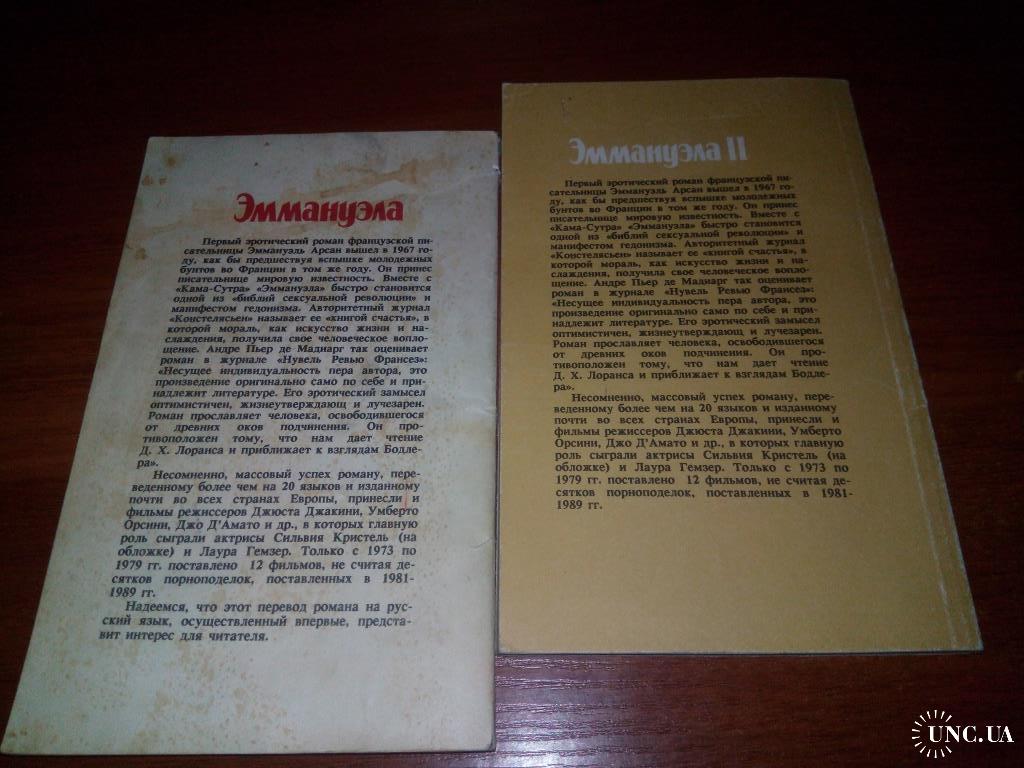 Эммануэла
Первый эротический роман французской пи-
сательницы Эммануэль Арсан вышел в 1967 го-
ду, как бы предшествуя вспышке молодежных
бунтов во Франции в том же году. Он принес
писательнице мировую известность. Вместе с
«Кама-Сутра» «Эммануэла» быстро становится
одной из «библий сексуальной революции» и
манифестом гедонизма. Авторитетный журнал
«Констелясьен» называет ее «книгой счастья», в
которой мораль, как искусство жизни и на-
слаждения, получила свое человеческое вопло-
щение. Андре Пьер де Мадиарг так оценивает
роман в журнале «Нувель Ревью Франсез»:
«Несущее индивидуальность пера автора, это
произведение оригинально само по себе и при-
надлежит литературе. Его эротический замысел
оптимистичен, жизнеутверждающ и лучезарен.
Роман прославляет человека, освободившегося
от древних оков подчинения. Он про-
тивоположен тому, что нам дает чтение
Д. Х. Лоранса и приближает к взглядам Бодле-
ра».
Несомненно, массовый успех роману, пере-
веденному более чем на 20 языков и изданному
почти во всех странах Европы, принесли и
фильмы режиссеров Джюста Джакини, Умберто
Орсини, Джо Д'Амато и др., в которых главную
роль сыграли актрисы Сильвия Кристель (на
обложке) и Лаура Гемзер. Только с 1973 по
1979 гг. поставлено 12 фильмов, не считая де-
сятков порноподелок, поставленных в 1981-
1989 гг.
Надеемся, что этот перевод романа на рус-
ский язык, осуществленный впервые, предста-
вит интерес для читателя.
Эммануэла II
Первый эротический роман французской пи-
сательницы Эммануэль Арсан вышел в 1967 го-
ду, как бы предшествуя вспышке молодежных
бунтов во Франции в том же году. Он принес
писательнице мировую известность. Вместе с
«Кама-Сутра» «Эммануэла» быстро становится
одной из «библий сексуальной революции» и
манифестом гедонизма. Авторитетный журнал
«Констелясьен» называет ее «книгой счастья», в
которой мораль, как искусство жизни и на-
слаждения, получила свое человеческое вопло-
щение. Андре Пьер де Мадиарг так оценивает
роман в журнале «Нувель Ревью Франсез»:
«Несущее индивидуальность пера автора, это
произведение оригинально само по себе и при-
надлежит литературе. Его эротический замысел
оптимистичен, жизнеутверждающ и лучезарен.
Роман прославляет человека, освободившегося
от древних оков подчинения. Он про-
тивоположен тому, что нам дает чтение
Д. Х. Лоранса и приближает к взглядам Бодле-
ра».
Несомненно, массовый успех роману, пере-
веденному более чем на 20 языков и изданному
почти во всех странах Европы, принесли и
фильмы режиссеров Джюста Джакини, Умберто
Орсини, Джо Д'Амато и др., в которых главную
роль сыграли актрисы Сильвия Кристель (на
обложке) и Лаура Гемзер. Только с 1973 по
1979 гг. поставлено 12 фильмов, не считая де-
сятков порноподелок, поставленных в 1981-
1989 гг.
UNC.UA